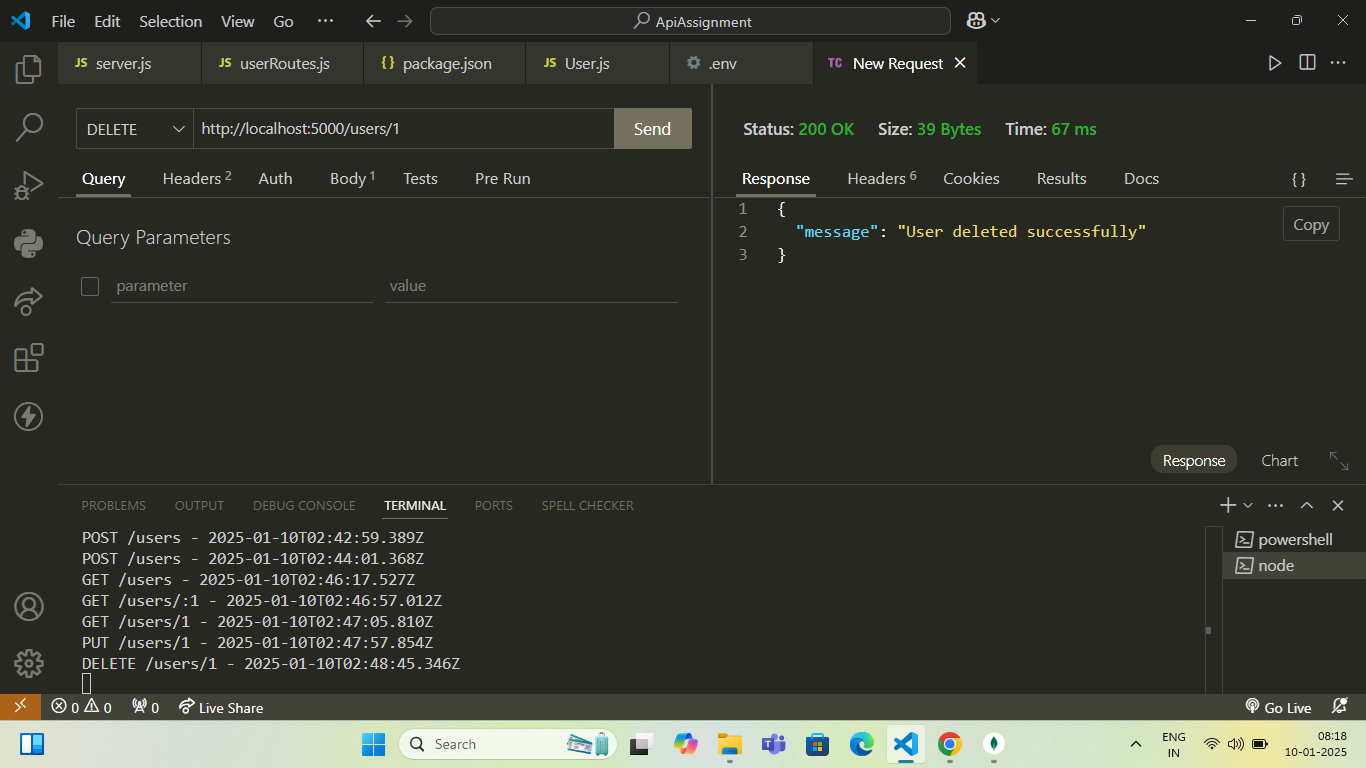 File Edit Selection View Go ··· ApiAssignment
JS server.js JS userRoutes.js {} package.json JS User.js .env TC New Request
DELETE http://localhost:5000/users/1 Send
Status: 200 OK Size: 39 Bytes Time: 67 ms
Query Headers 2 Auth Body 1 Tests Pre Run
Response Headers 6 Cookies Results Docs {}
Query Parameters
parameter value
1 {
2 "message": "User deleted successfully"
3 }
Copy
Response Chart
PROBLEMS OUTPUT DEBUG CONSOLE TERMINAL PORTS SPELL CHECKER
POST /users - 2025-01-10T02:42:59.389Z
POST /users - 2025-01-10T02:44:01.368Z
GET /users - 2025-01-10T02:46:17.527Z
GET /users/:1 - 2025-01-10T02:46:57.012Z
GET /users/1 - 2025-01-10T02:47:05.810Z
PUT /users/1 - 2025-01-10T02:47:57.854Z
DELETE /users/1 - 2025-01-10T02:48:45.346Z
powershell
node
0 0 0 Live Share Go Live
Search
ENG
IN
08:18
10-01-2025